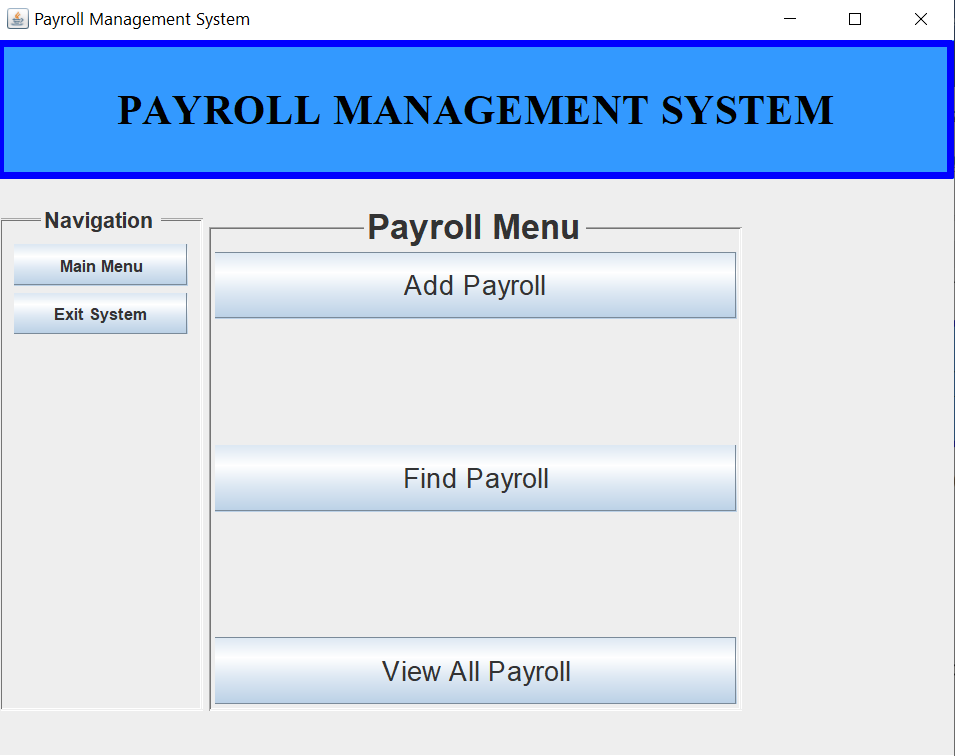 Payroll Management System
PAYROLL MANAGEMENT SYSTEM
Navigation
Main Menu
Exit System
Payroll Menu
Add Payroll
Find Payroll
View All Payroll